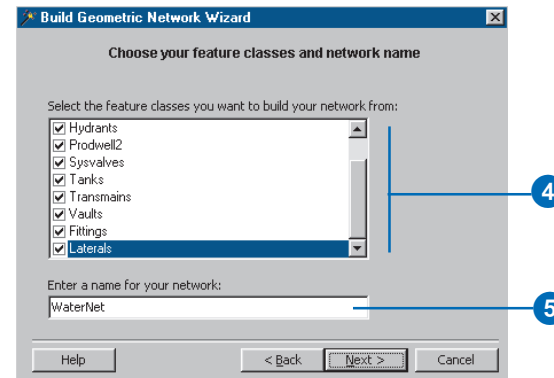 Build Geometric Network Wizard
Choose your feature classes and network name
Select the feature classes you want to build your network from:
Hydrants
Prodwell2
Sysvalves
Tanks
Transmains
Vaults
Fittings
Laterals
4
Enter a name for your network:
WaterNet
5
Help
< Back
Next >
Cancel